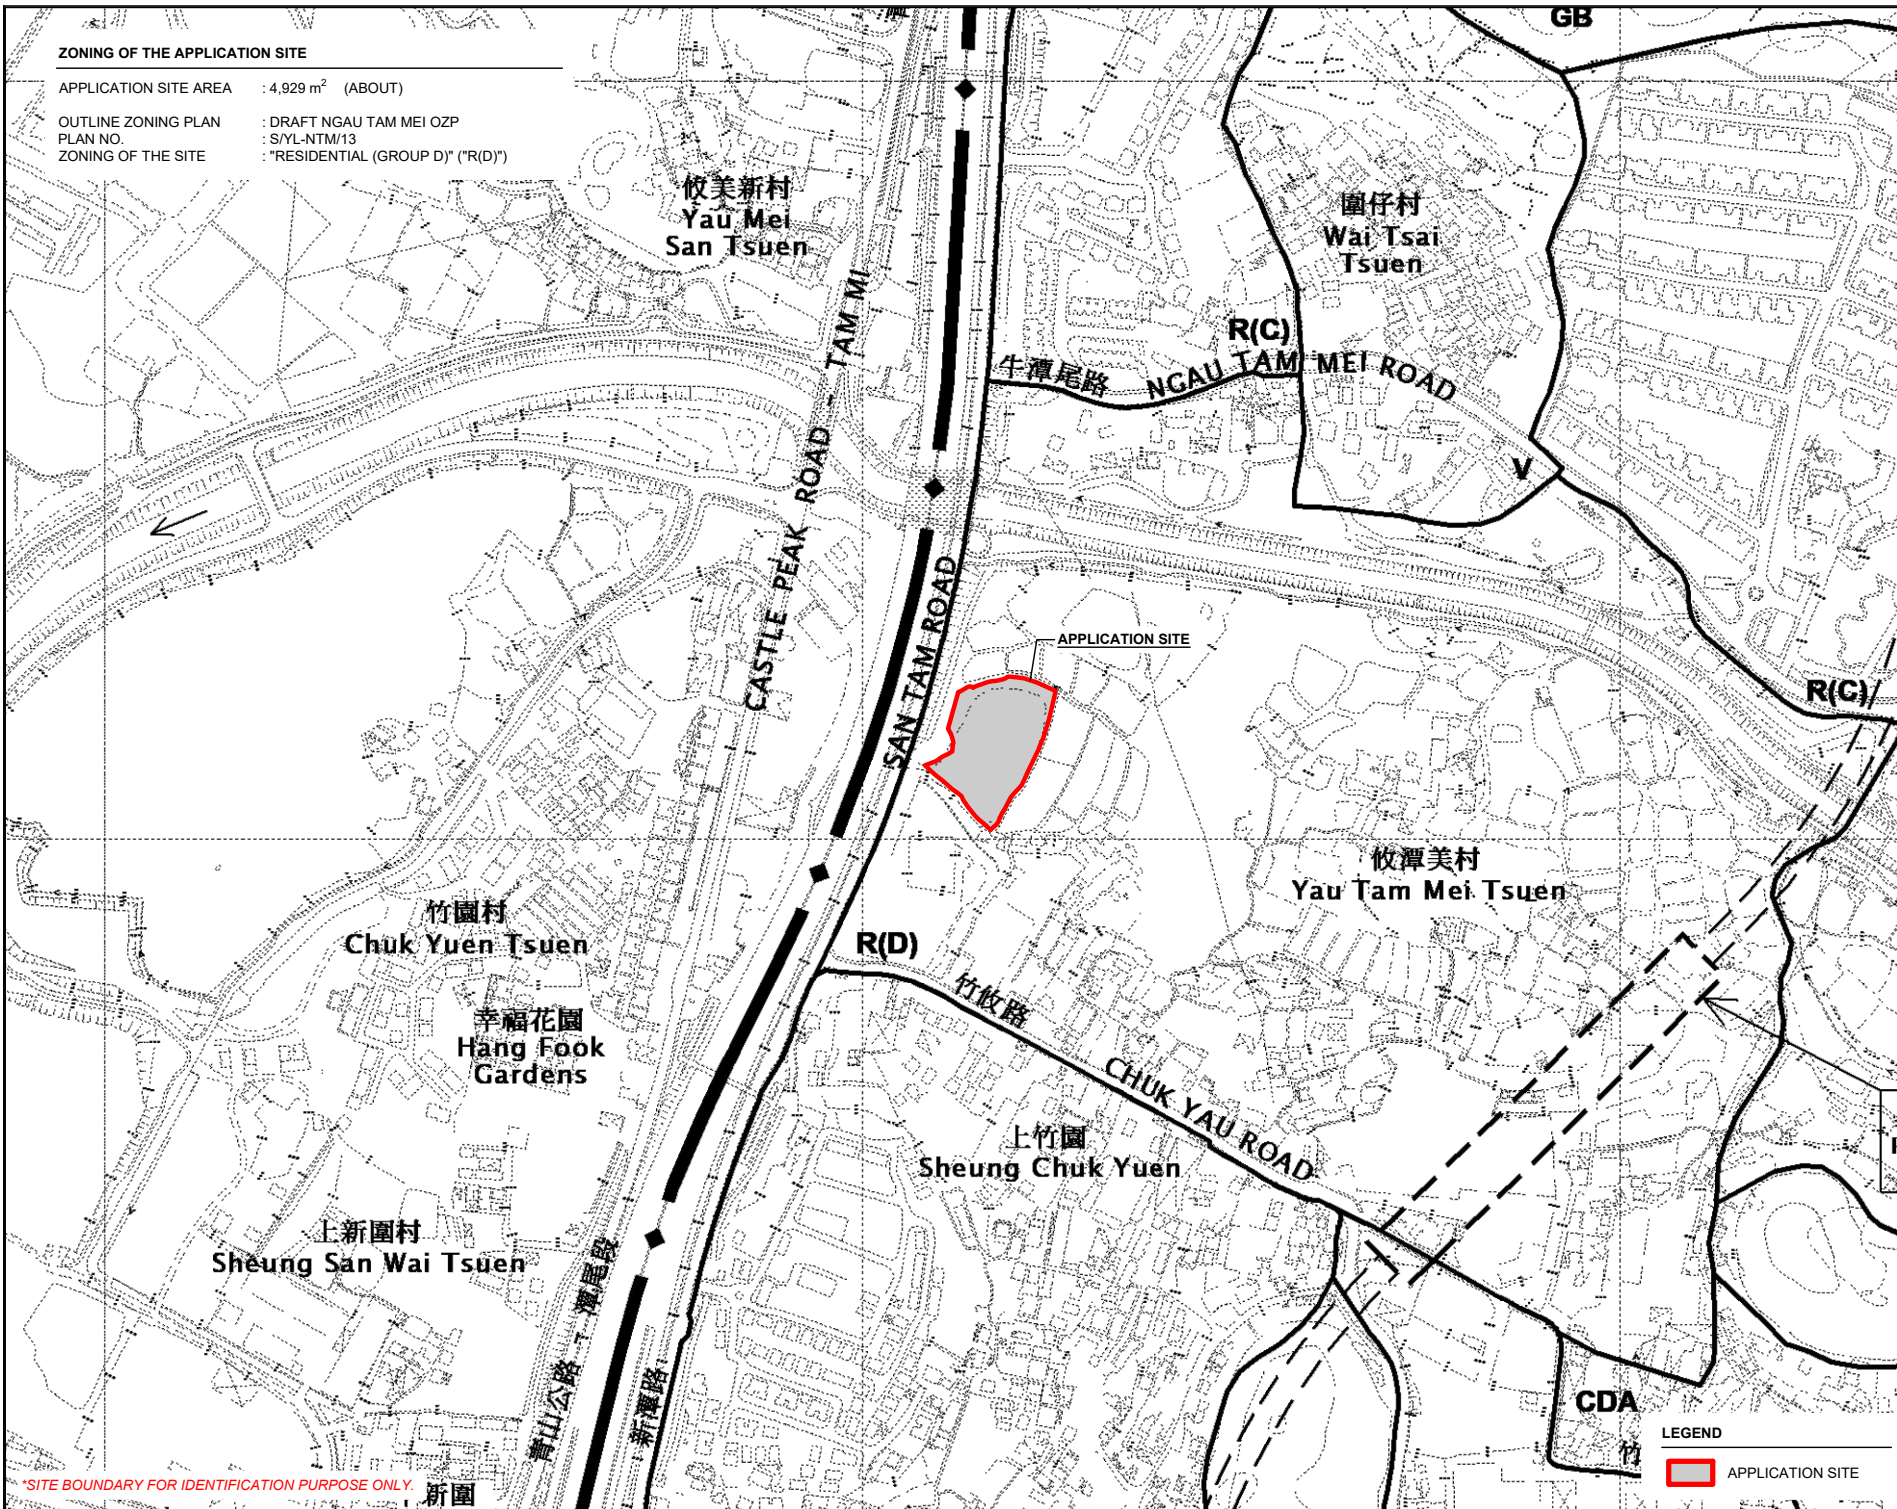 ZONING OF THE APPLICATION SITE
APPLICATION SITE AREA : 4,929 m² (ABOUT)
OUTLINE ZONING PLAN : DRAFT NGAU TAM MEI OZP
PLAN NO. : S/YL-NTM/13
ZONING OF THE SITE : "RESIDENTIAL (GROUP D)" ("R(D)")
GB
攸美新村
Yau Mei
San Tsuen
圍仔村
Wai Tsai
Tsuen
R(C)
牛潭尾路 NGAU TAM MEI ROAD
CASTLE PEAK ROAD - TAM MI
V
SAN TAM ROAD
APPLICATION SITE
R(C)
攸潭美村
Yau Tam Mei Tsuen
竹園村
Chuk Yuen Tsuen
R(D)
竹攸路
CHUK YAU ROAD
幸福花園
Hang Fook
Gardens
上竹園
Sheung Chuk Yuen
上新圍村
Sheung San Wai Tsuen
青山公路 - 潭尾段
新潭路
CDA
竹
LEGEND
APPLICATION SITE
*SITE BOUNDARY FOR IDENTIFICATION PURPOSE ONLY.
新圍